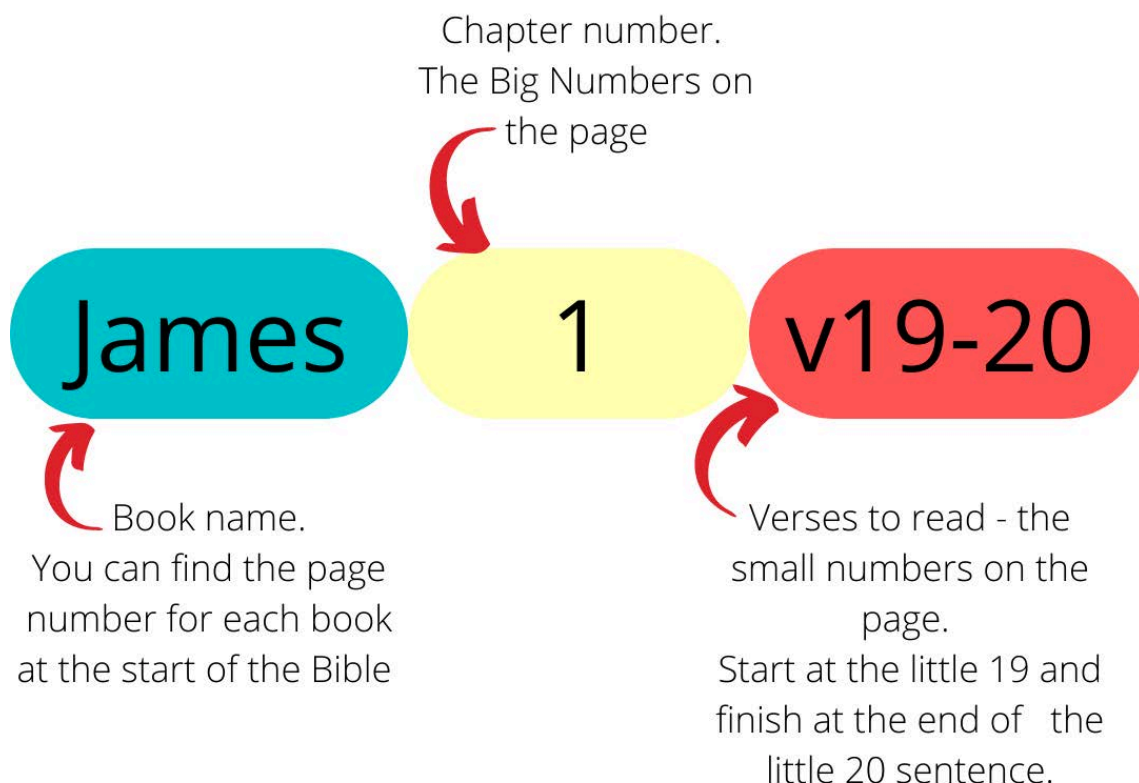 Chapter number.
The Big Numbers on
the page
James
1
v19-20
Book name.
You can find the page
number for each book
at the start of the Bible
Verses to read - the
small numbers on the
page.
Start at the little 19 and
finish at the end of the
little 20 sentence.